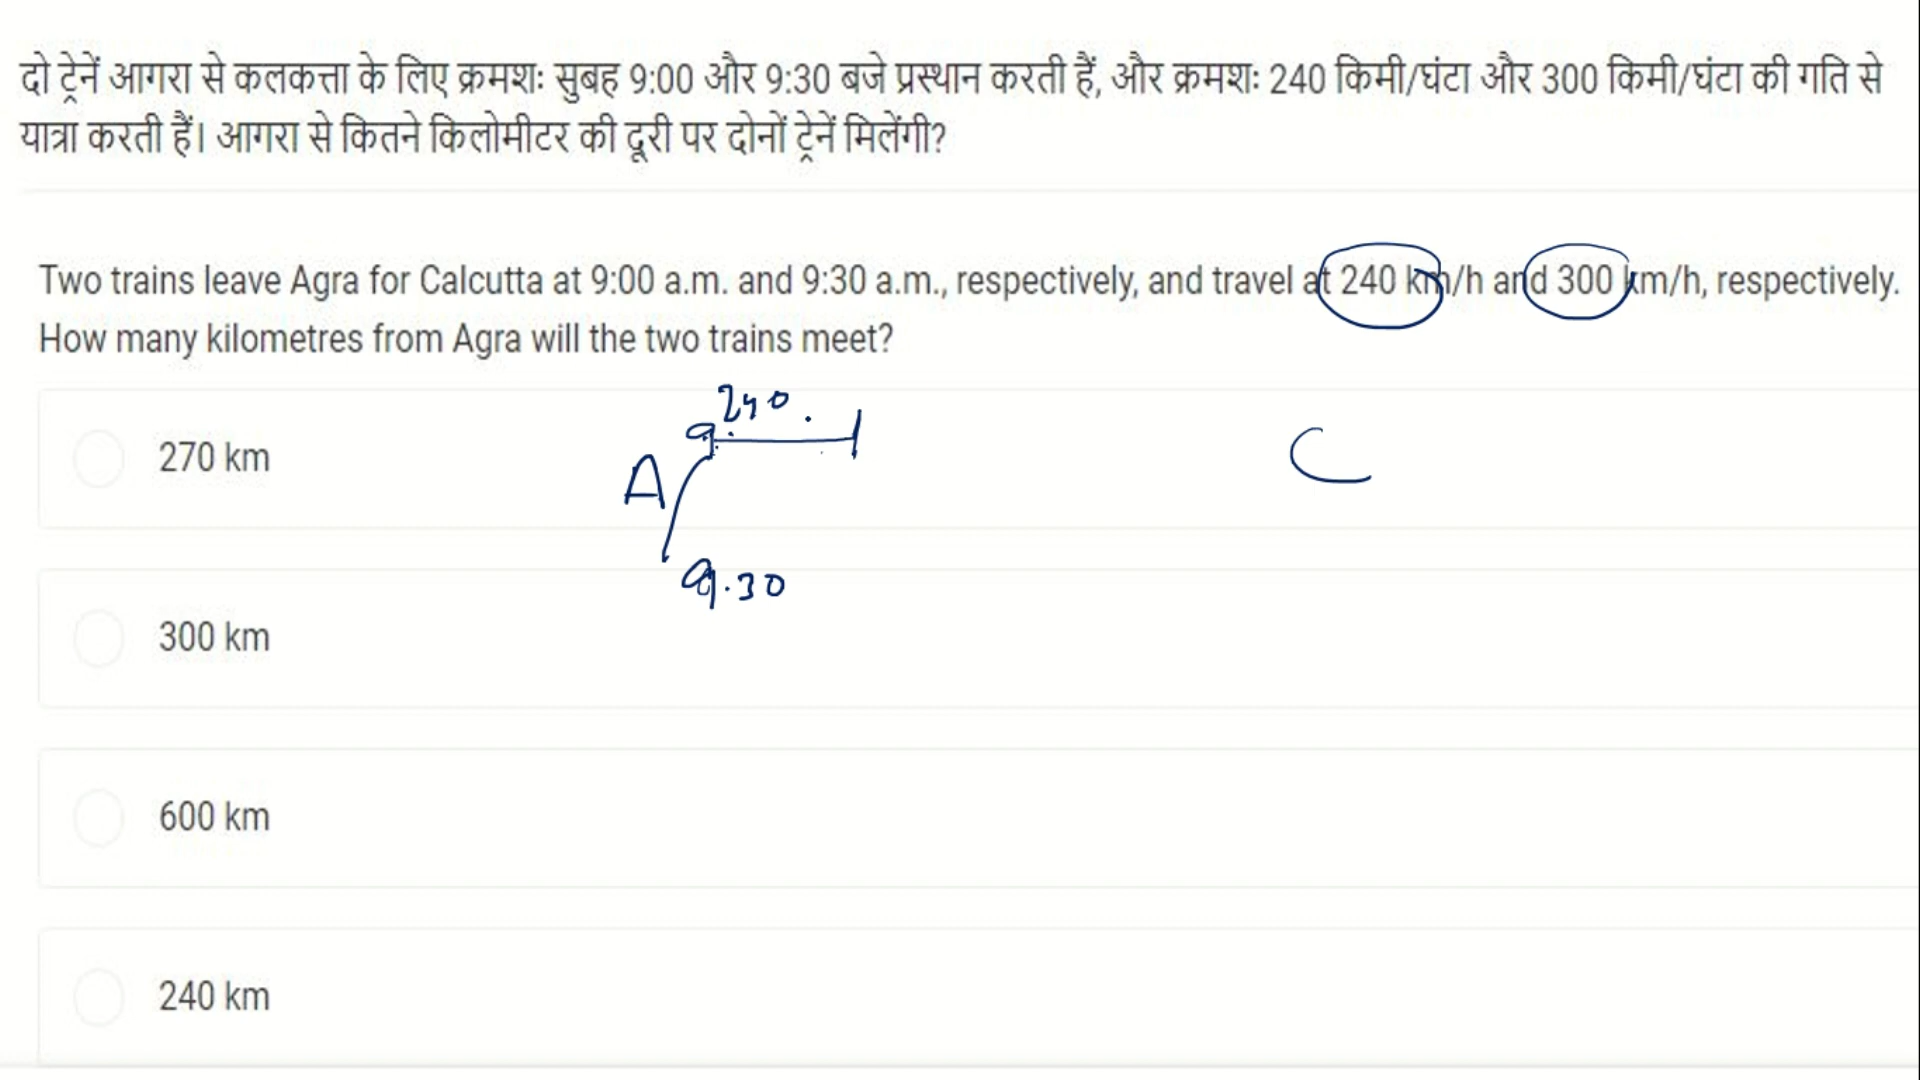 दो ट्रेनें आगरा से कलकत्ता के लिए क्रमशः सुबह 9:00 और 9:30 बजे प्रस्थान करती हैं, और क्रमशः 240 किमी/घंटा और 300 किमी/घंटा की गति से
यात्रा करती हैं। आगरा से कितने किलोमीटर की दूरी पर दोनों ट्रेनें मिलेंगी?
Two trains leave Agra for Calcutta at 9:00 a.m. and 9:30 a.m., respectively, and travel at 240 km/h and 300 km/h, respectively.
How many kilometres from Agra will the two trains meet?
240
9
A
C
9.30
270 km
300 km
600 km
240 km